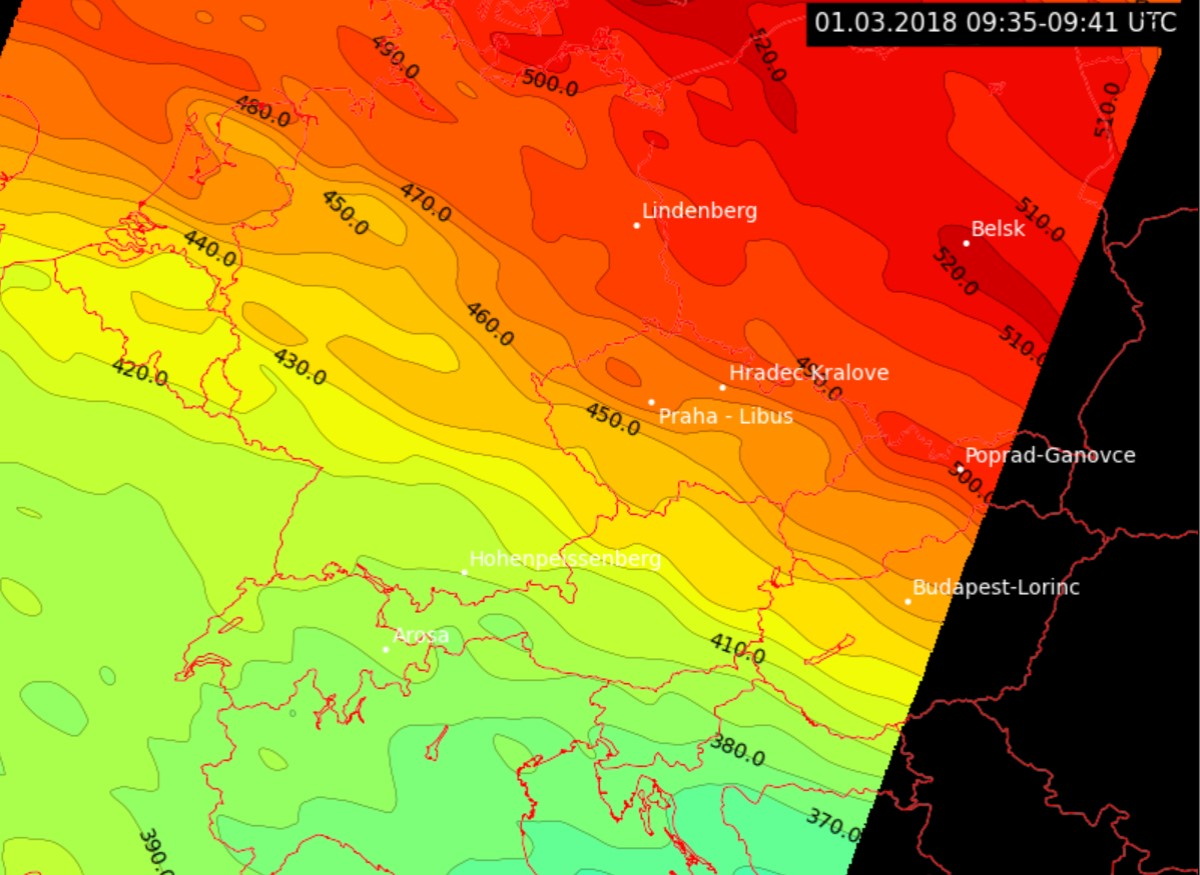 01.03.2018 09:35-09:41 UTC
490.0
520.0
500.0
480.0
510.0
470.0
450.0
Lindenberg
510.0
Belsk
440.0
520.0
460.0
510.0
430.0
420.0
Hradec Kralove
490.0
Praha - Libus
450.0
Poprad-Ganovce
500.0
Hohenpeissenberg
Budapest-Lorinc
Arosa
410.0
380.0
370.0
390.0